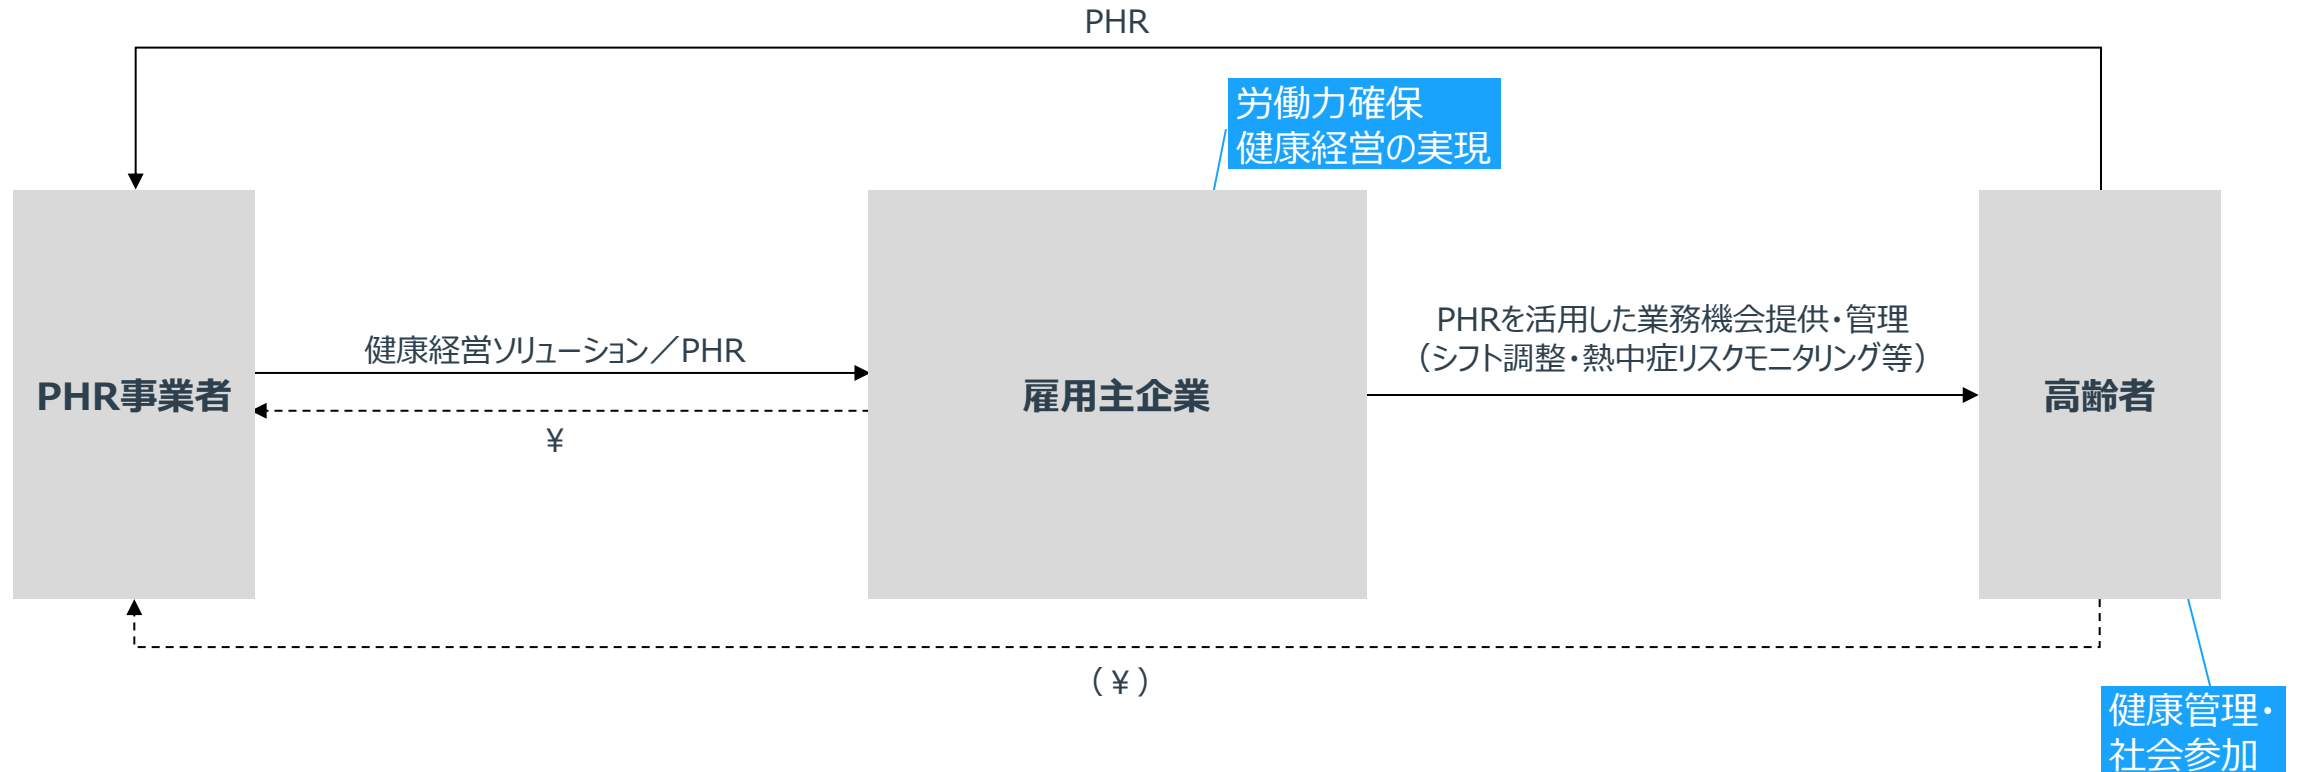 PHR
労働力確保
健康経営の実現
PHRを活用した業務機会提供・管理
（シフト調整・熱中症リスクモニタリング等）
健康経営ソリューション／PHR
PHR事業者
雇用主企業
高齢者
¥
（¥）
健康管理・
社会参加